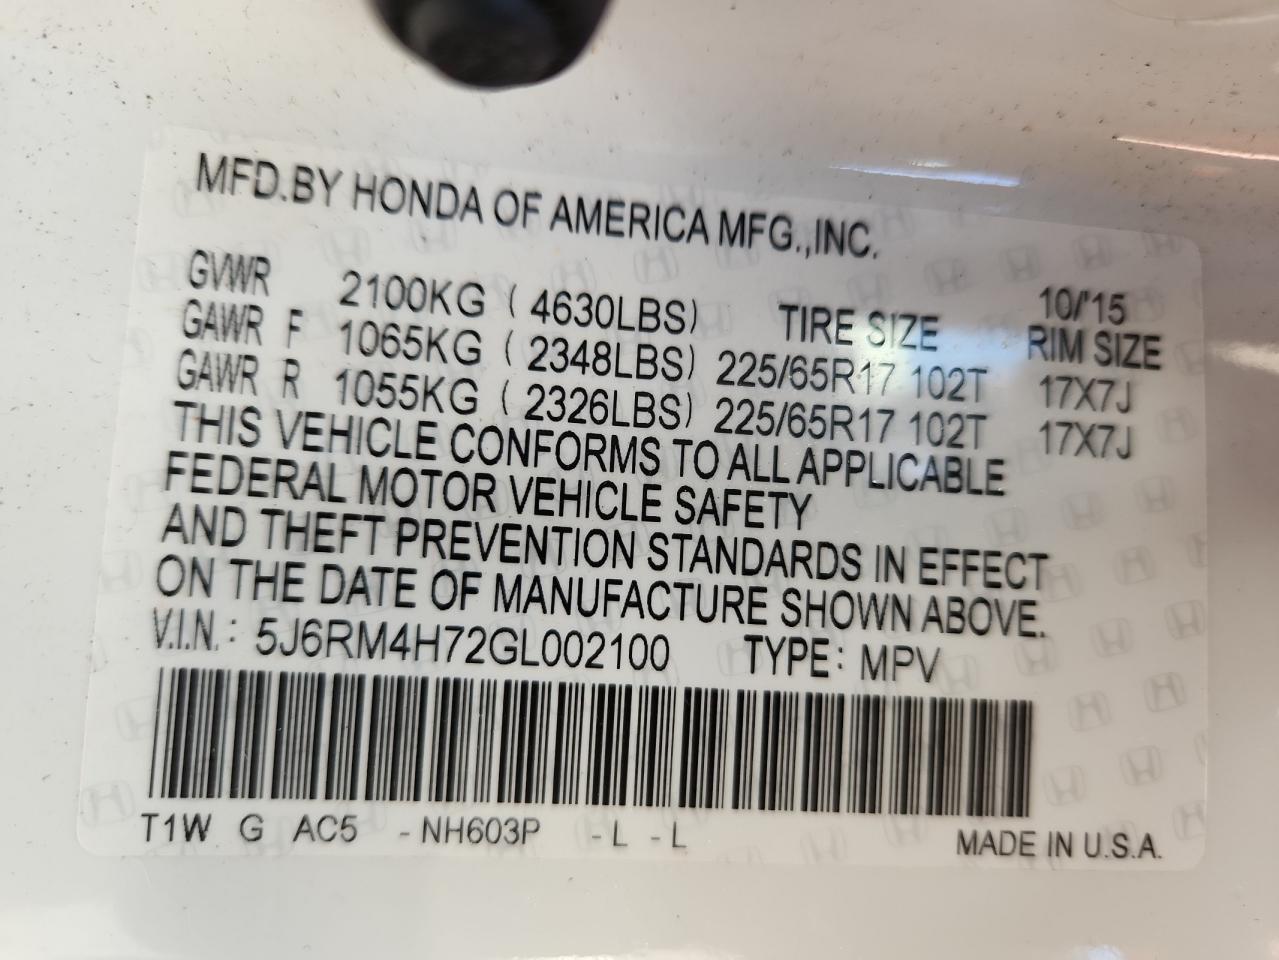 MFD.BY HONDA OF AMERICA MFG.,INC.
GVWR 2100KG ( 4630LBS) 10/'15
TIRE SIZE RIM SIZE
GAWR F 1065KG ( 2348LBS) 225/65R17 102T 17X7J
GAWR R 1055KG ( 2326LBS) 225/65R17 102T 17X7J
THIS VEHICLE CONFORMS TO ALL APPLICABLE
FEDERAL MOTOR VEHICLE SAFETY
AND THEFT PREVENTION STANDARDS IN EFFECT
ON THE DATE OF MANUFACTURE SHOWN ABOVE.
V.I.N.: 5J6RM4H72GL002100 TYPE: MPV
T1W G AC5 -NH603P -L -L MADE IN U.S.A.